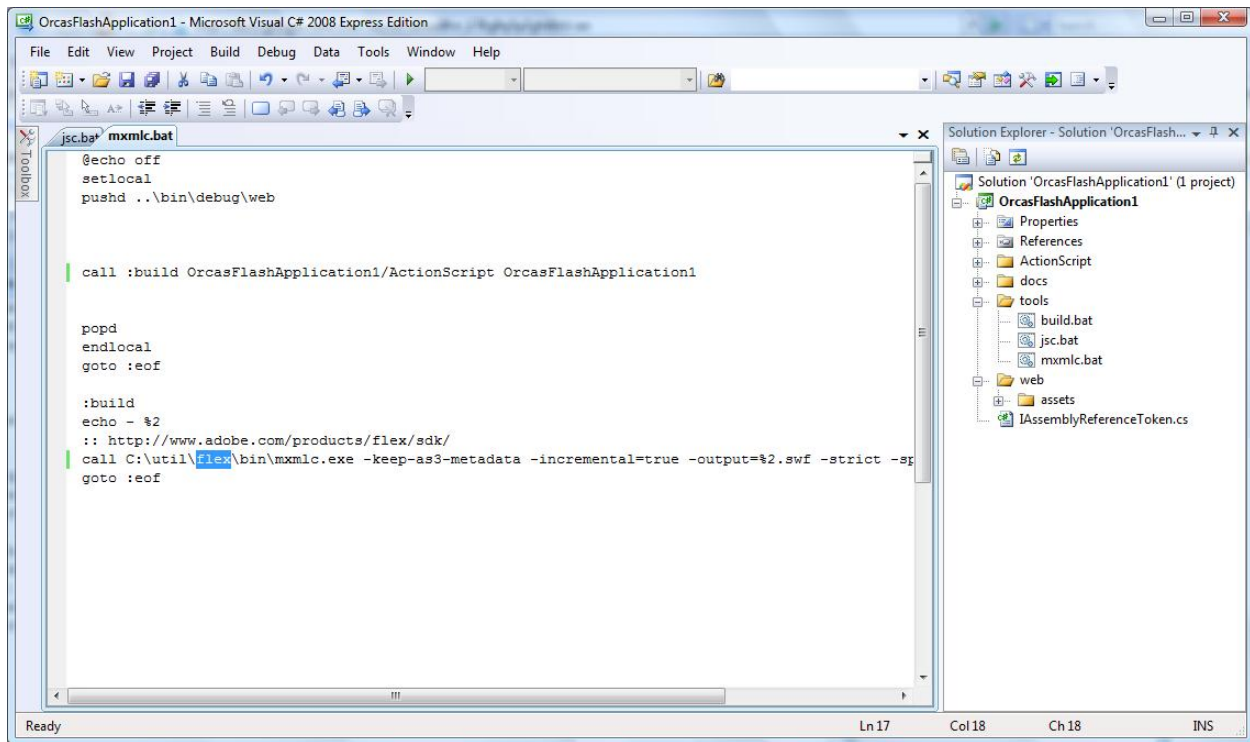 OrcasFlashApplication1 - Microsoft Visual C# 2008 Express Edition
File Edit View Project Build Debug Data Tools Window Help
Toolbox
jsc.bat mxmlc.bat
@echo off
setlocal
pushd ..\bin\debug\web
call :build OrcasFlashApplication1/ActionScript OrcasFlashApplication1
popd
endlocal
goto :eof
:build
echo - %2
:: http://www.adobe.com/products/flex/sdk/
call C:\util\flex\bin\mxmlc.exe -keep-as3-metadata -incremental=true -output=%2.swf -strict -sp
goto :eof
Solution Explorer - Solution 'OrcasFlash...
Solution 'OrcasFlashApplication1' (1 project)
OrcasFlashApplication1
Properties
References
ActionScript
docs
tools
build.bat
jsc.bat
mxmlc.bat
web
assets
IAssemblyReferenceToken.cs
Ready Ln 17 Col 18 Ch 18 INS